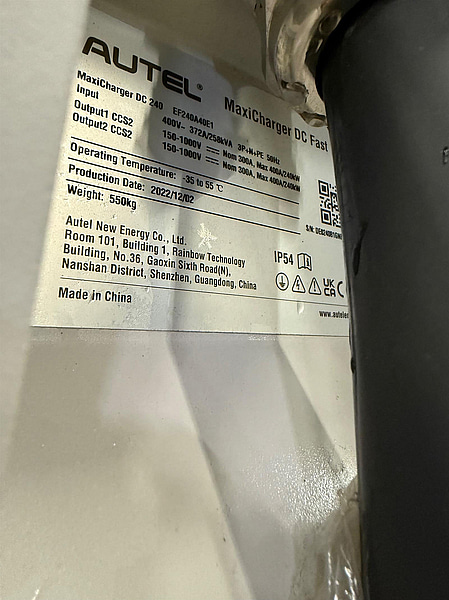 AUTEL®
MaxiCharger DC Fast
MaxiCharger DC 240 EF240A40E1
Input 400V~ 372A/258kVA 3P+N+PE 50Hz
Output1 CCS2 150-1000V Nom 300A, Max 400A/240kW
Output2 CCS2 150-1000V Nom 300A, Max 400A/240kW
Operating Temperature: -35 to 55 ℃
Production Date: 2022/12/02
Weight: 550kg
Autel New Energy Co., Ltd.
Room 101, Building 1, Rainbow Technology
Building, No.36, Gaoxin Sixth Road(N),
Nanshan District, Shenzhen, Guangdong, China
Made in China
S/N:
IP54
UK
CA
www.autelen